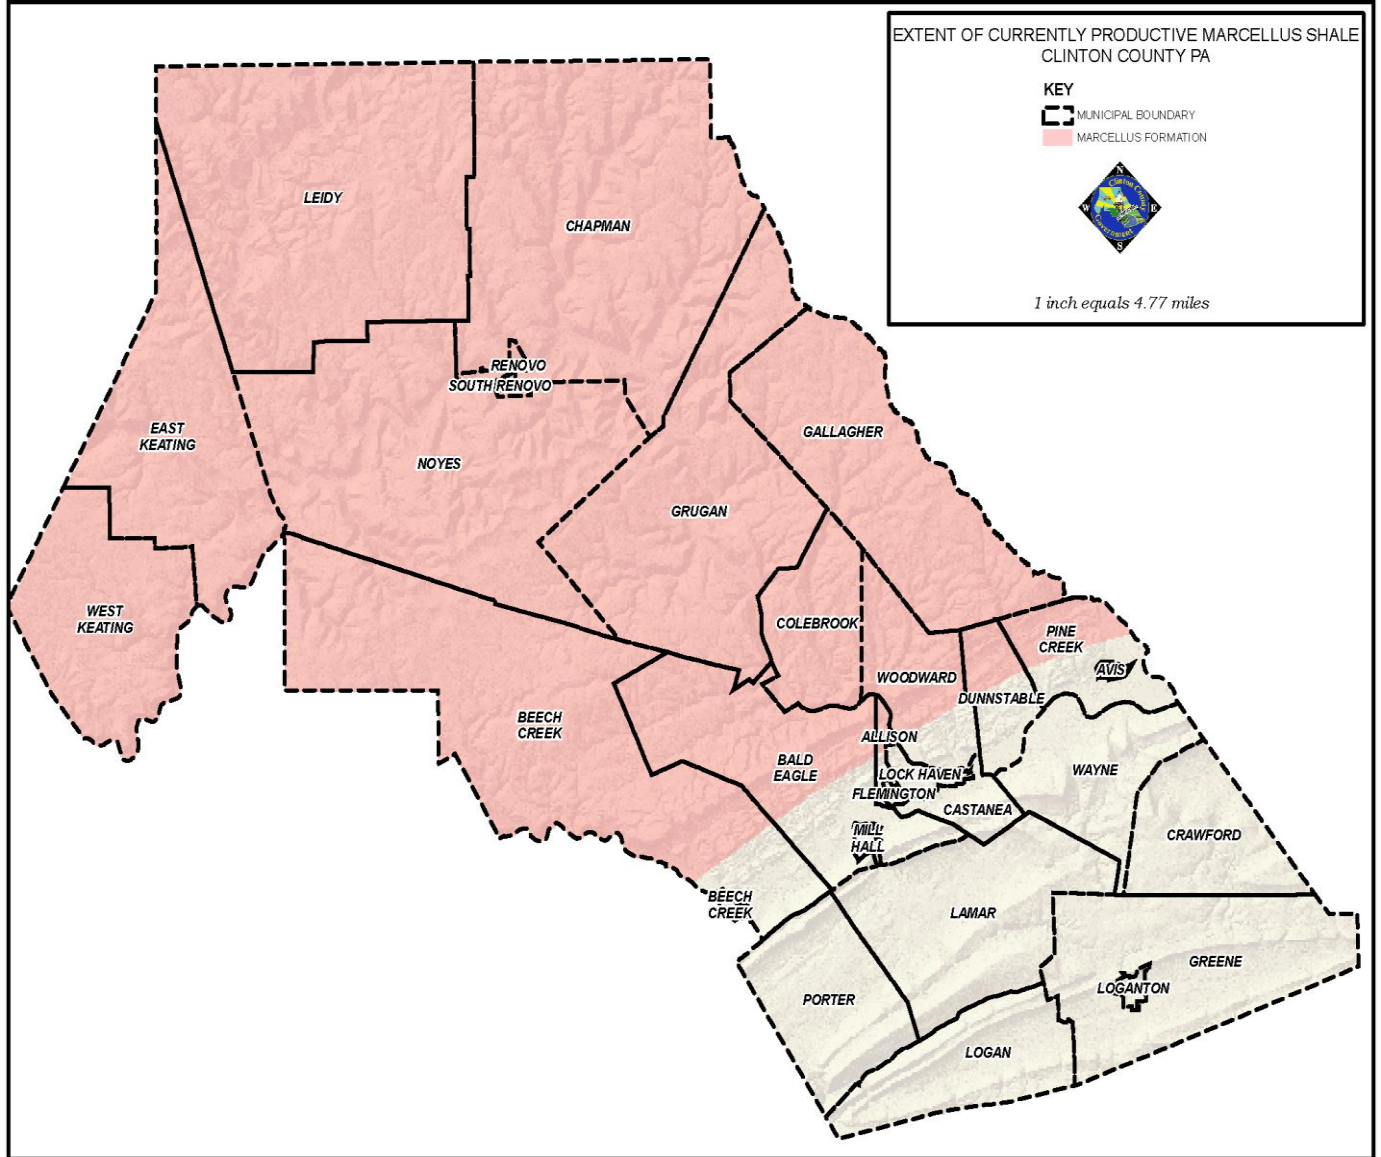 EXTENT OF CURRENTLY PRODUCTIVE MARCELLUS SHALE
CLINTON COUNTY PA
KEY
MUNICIPAL BOUNDARY
MARCELLUS FORMATION
N
Clinton County
W
E
Government
S
1 inch equals 4.77 miles
LEIDY
CHAPMAN
RENOVO
SOUTH RENOVO
EAST
KEATING
NOYES
GALLAGHER
GRUGAN
WEST
KEATING
COLEBROOK
PINE
CREEK
AVIS
WOODWARD
DUNNSTABLE
BEECH
CREEK
ALLISON
BALD
EAGLE
LOCK HAVEN
WAYNE
FLEMINGTON
CASTANEA
MILL
HALL
CRAWFORD
BEECH
CREEK
LAMAR
GREENE
LOGANTON
PORTER
LOGAN